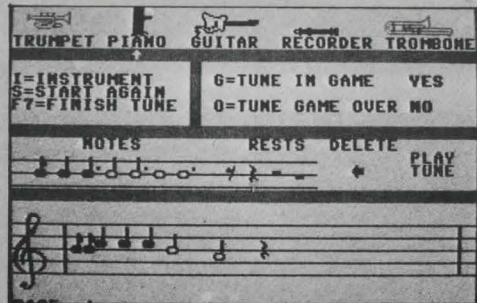 TRUMPET PIANO GUITAR RECORDER TROMBONE
I=INSTRUMENT
S=START AGAIN
F7=FINISH TUNE
G=TUNE IN GAME YES
O=TUNE GAME OVER NO
NOTES RESTS DELETE
PLAY
TUNE